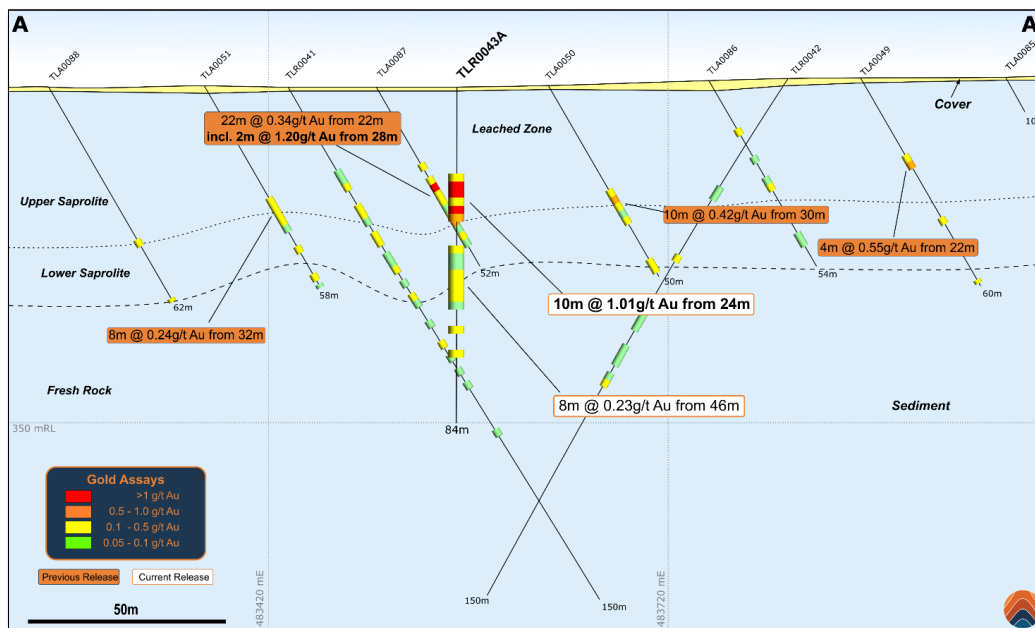 A
A
TLA0088
TLA0051
TLR0041
TLA0087
TLR0043A
TLA0050
TLA0086
TLR0042
TLA0049
TLA0085
Cover
22m @ 0.34g/t Au from 22m
incl. 2m @ 1.20g/t Au from 28m
Leached Zone
Upper Saprolite
10m @ 0.42g/t Au from 30m
4m @ 0.55g/t Au from 22m
Lower Saprolite
52m
54m
50m
58m
60m
62m
10m @ 1.01g/t Au from 24m
8m @ 0.24g/t Au from 32m
Fresh Rock
8m @ 0.23g/t Au from 46m
Sediment
350 mRL
84m
Gold Assays
>1 g/t Au
0.5 - 1.0 g/t Au
0.1 - 0.5 g/t Au
0.05 - 0.1 g/t Au
Previous Release
Current Release
50m
483420 mE
483720 mE
150m
150m